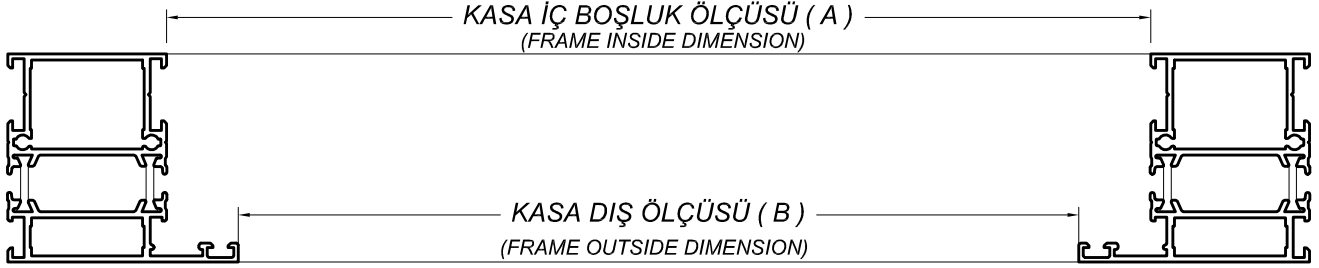 KASA İÇ BOŞLUK ÖLÇÜSÜ ( A )
(FRAME INSIDE DIMENSION)
KASA DIŞ ÖLÇÜSÜ ( B )
(FRAME OUTSIDE DIMENSION)